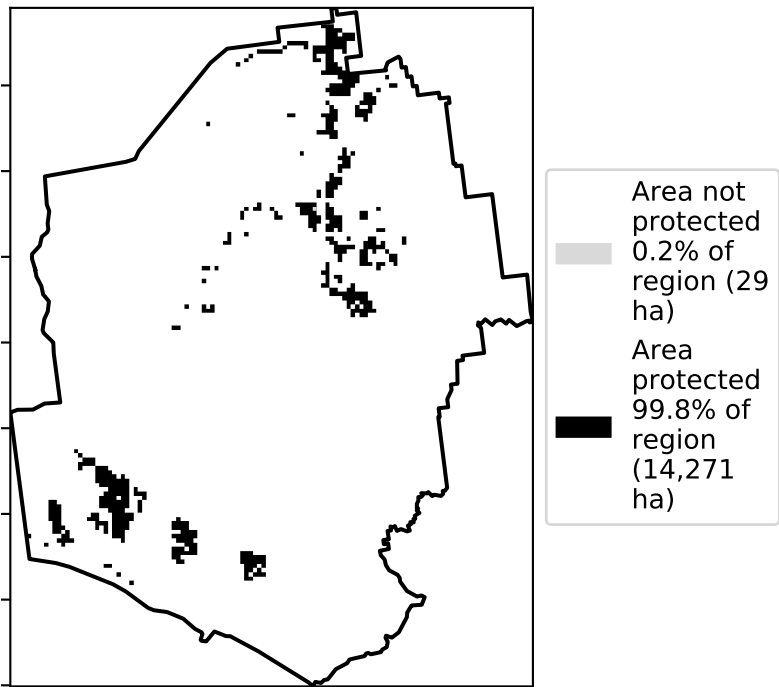 Area not
protected
0.2% of
region (29
ha)
Area
protected
99.8% of
region
(14,271
ha)